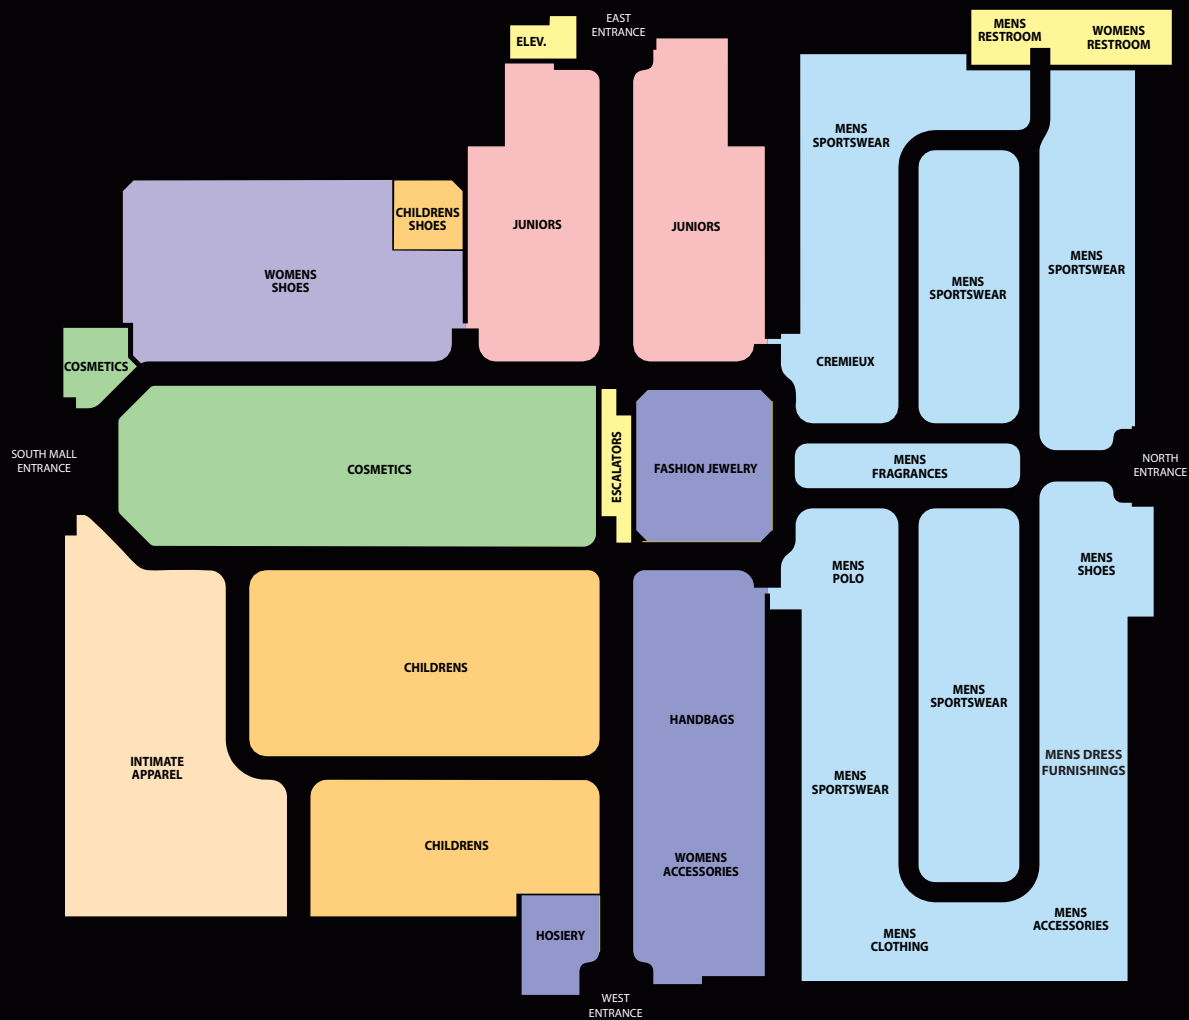 EAST
ENTRANCE
ELEV.
MENS
RESTROOM
WOMENS
RESTROOM
MENS
SPORTSWEAR
CHILDRENS
SHOES
JUNIORS
JUNIORS
WOMENS
SHOES
MENS
SPORTSWEAR
MENS
SPORTSWEAR
COSMETICS
CREMIEUX
SOUTH MALL
ENTRANCE
COSMETICS
ESCALATORS
FASHION JEWELRY
MENS
FRAGRANCES
NORTH
ENTRANCE
MENS
POLO
MENS
SHOES
CHILDRENS
HANDBAGS
MENS
SPORTSWEAR
INTIMATE
APPAREL
MENS
SPORTSWEAR
MENS DRESS
FURNISHINGS
CHILDRENS
WOMENS
ACCESSORIES
HOSIERY
MENS
CLOTHING
MENS
ACCESSORIES
WEST
ENTRANCE